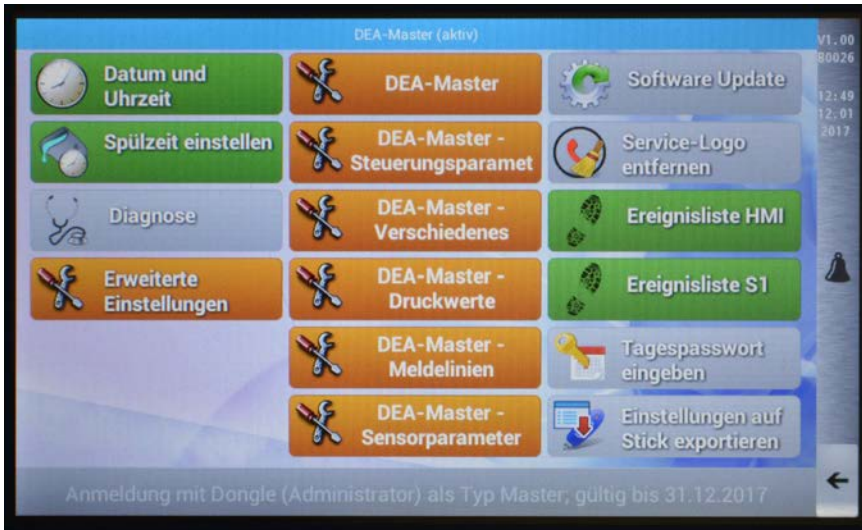 DEA-Master (aktiv)
V1.00
80026
12:49
12.01
2017
Datum und
Uhrzeit
Spülzeit einstellen
Diagnose
Erweiterte
Einstellungen
DEA-Master
DEA-Master -
Steuerungsparamet
DEA-Master -
Verschiedenes
DEA-Master -
Druckwerte
DEA-Master -
Meldelinien
DEA-Master -
Sensorparameter
Software Update
Service-Logo
entfernen
Ereignisliste HMI
Ereignisliste S1
Tagespasswort
eingeben
Einstellungen auf
Stick exportieren
Anmeldung mit Dongle (Administrator) als Typ Master; gültig bis 31.12.2017